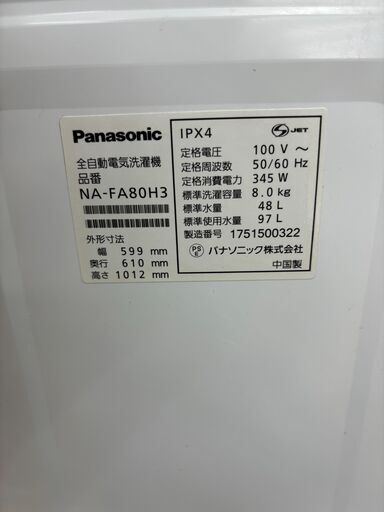 Panasonic
全自動電気洗濯機
品番
NA-FA80H3
外形寸法
幅 599 mm
奥行 610 mm
高さ 1012 mm
IPX4
S JET
定格電圧 100 V ～
定格周波数 50/60 Hz
定格消費電力 345 W
標準洗濯容量 8.0 kg
標準水量 48 L
標準使用水量 97 L
製造番号 1751500322
PS E パナソニック株式会社
中国製